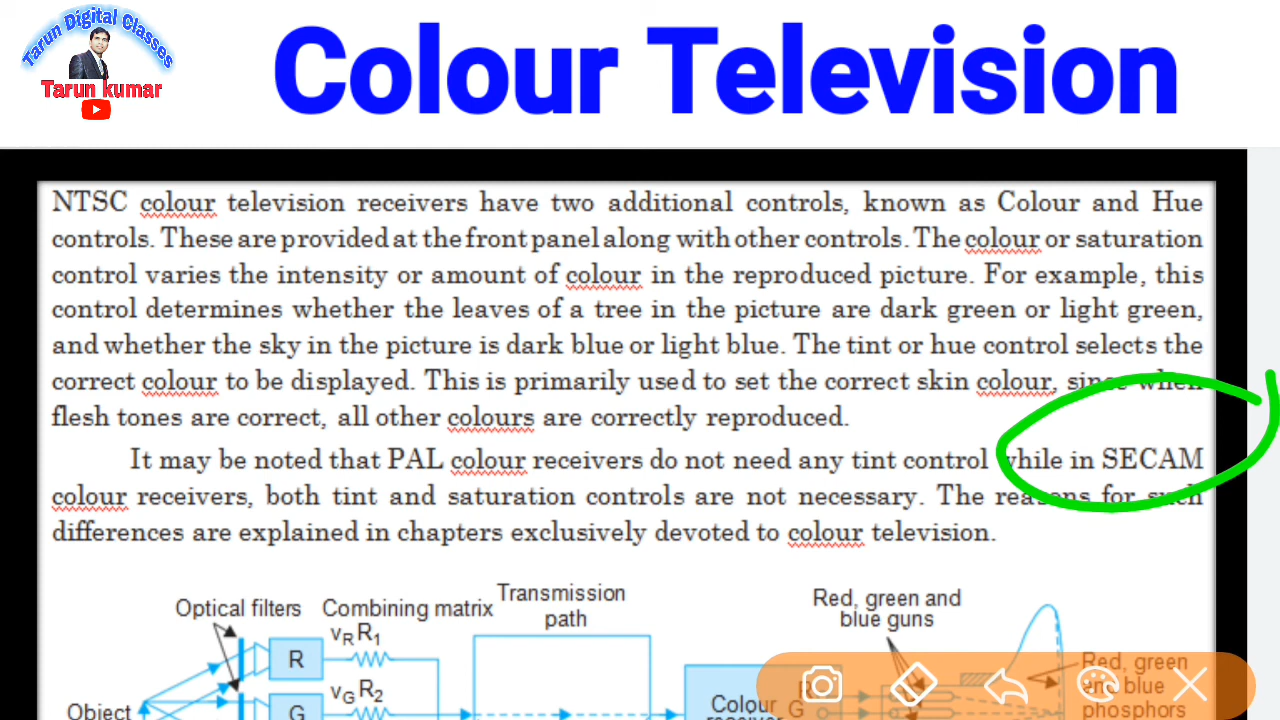 Tarun Digital Classes
Tarun kumar
Colour Television
NTSC colour television receivers have two additional controls, known as Colour and Hue
controls. These are provided at the front panel along with other controls. The colour or saturation
control varies the intensity or amount of colour in the reproduced picture. For example, this
control determines whether the leaves of a tree in the picture are dark green or light green,
and whether the sky in the picture is dark blue or light blue. The tint or hue control selects the
correct colour to be displayed. This is primarily used to set the correct skin colour, since when
flesh tones are correct, all other colours are correctly reproduced.
It may be noted that PAL colour receivers do not need any tint control while in SECAM
colour receivers, both tint and saturation controls are not necessary. The reasons for such
differences are explained in chapters exclusively devoted to colour television.
Optical filters
Combining matrix
Transmission
path
Red, green and
blue guns
vR R1
R
vG R2
G
Object
Colour
receiver
R
G
Red, green
and blue
phosphors